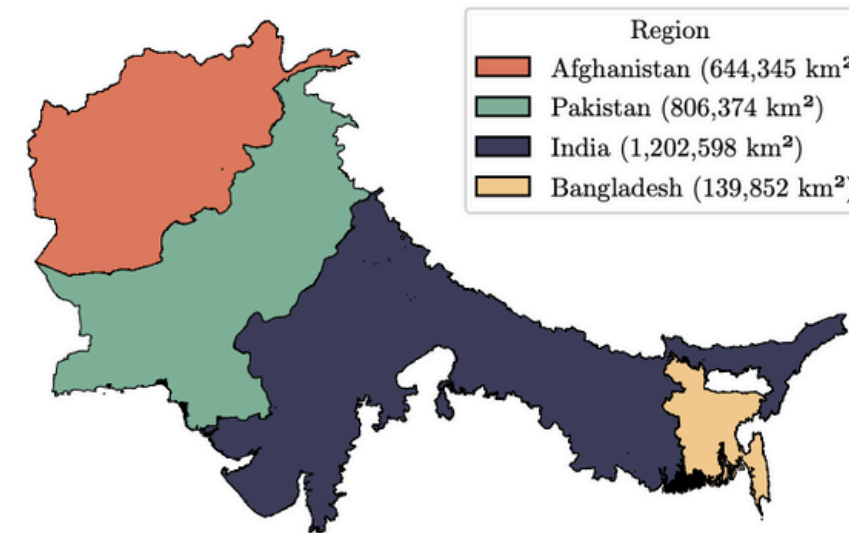 Region
Afghanistan (644,345 km²
Pakistan (806,374 km²)
India (1,202,598 km²)
Bangladesh (139,852 km²)